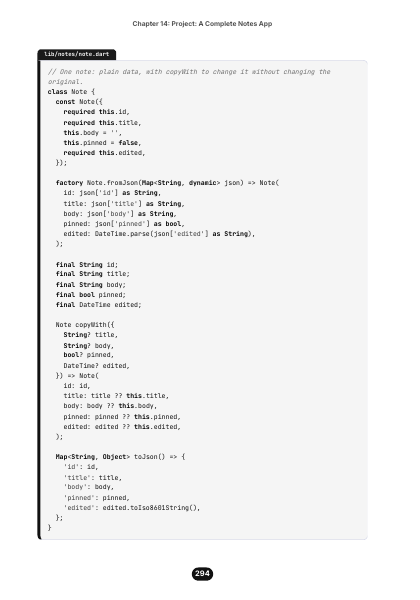 Chapter 14: Project: A Complete Notes App
lib/notes/note.dart
// One note: plain data, with copyWith to change it without changing the
original.
class Note {
  const Note({
    required this.id,
    required this.title,
    this.body = '',
    this.pinned = false,
    required this.edited,
  });

  factory Note.fromJson(Map<String, dynamic> json) => Note(
    id: json['id'] as String,
    title: json['title'] as String,
    body: json['body'] as String,
    pinned: json['pinned'] as bool,
    edited: DateTime.parse(json['edited'] as String),
  );

  final String id;
  final String title;
  final String body;
  final bool pinned;
  final DateTime edited;

  Note copyWith({
    String? title,
    String? body,
    bool? pinned,
    DateTime? edited,
  }) => Note(
    id: id,
    title: title ?? this.title,
    body: body ?? this.body,
    pinned: pinned ?? this.pinned,
    edited: edited ?? this.edited,
  );

  Map<String, Object> toJson() => {
    'id': id,
    'title': title,
    'body': body,
    'pinned': pinned,
    'edited': edited.toIso8601String(),
  };
}
294